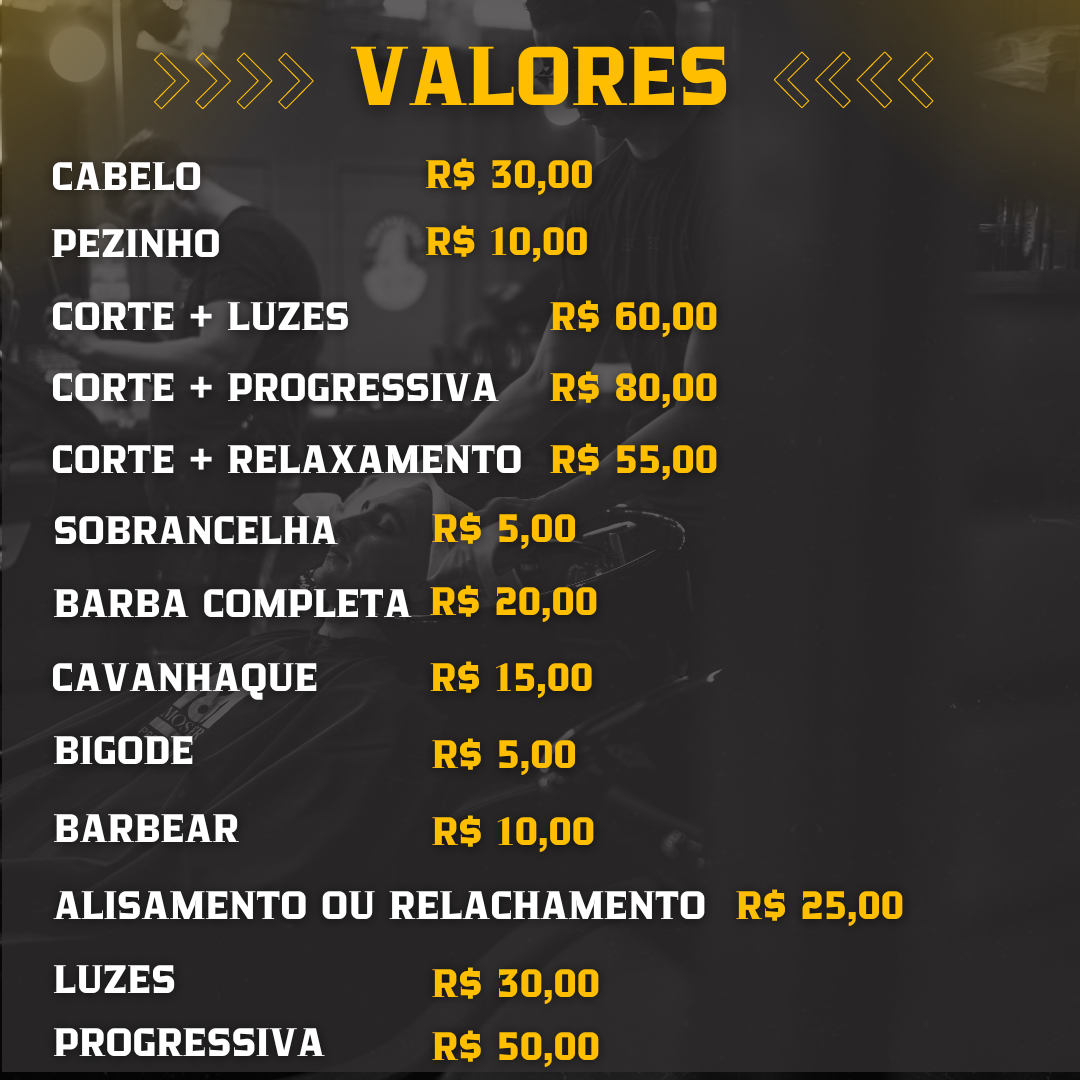 VALORES
CABELO R$ 30,00
PEZINHO R$ 10,00
CORTE + LUZES R$ 60,00
CORTE + PROGRESSIVA R$ 80,00
CORTE + RELAXAMENTO R$ 55,00
SOBRANCELHA R$ 5,00
BARBA COMPLETA R$ 20,00
CAVANHAQUE R$ 15,00
BIGODE R$ 5,00
BARBEAR R$ 10,00
ALISAMENTO OU RELACHAMENTO R$ 25,00
LUZES R$ 30,00
PROGRESSIVA R$ 50,00